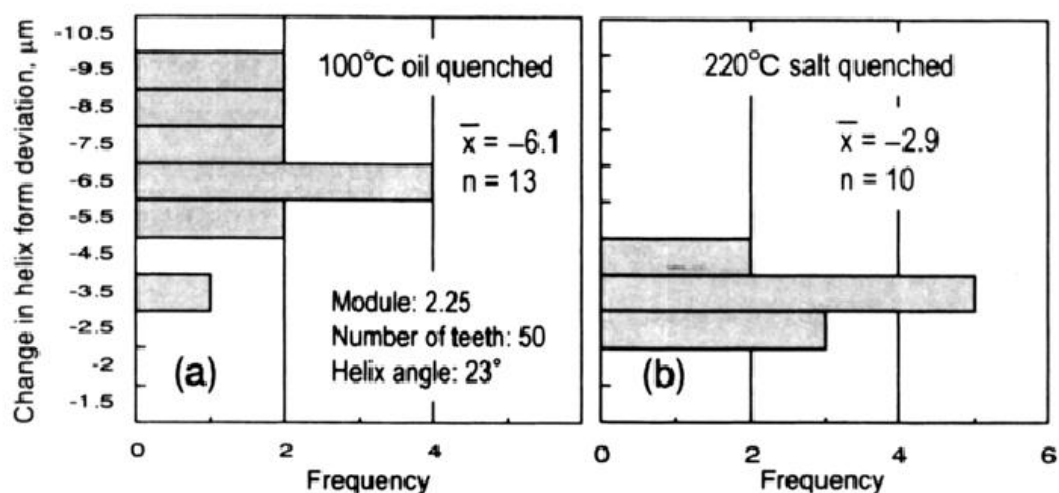 Change in helix form deviation, μm
-10.5
-9.5
-8.5
-7.5
-6.5
-5.5
-4.5
-3.5
-2.5
-2
-1.5
100°C oil quenched
x̄ = −6.1
n = 13
Module: 2.25
Number of teeth: 50
Helix angle: 23°
(a)
0 2 4
Frequency
220°C salt quenched
x̄ = −2.9
n = 10
(b)
0 2 4 6
Frequency